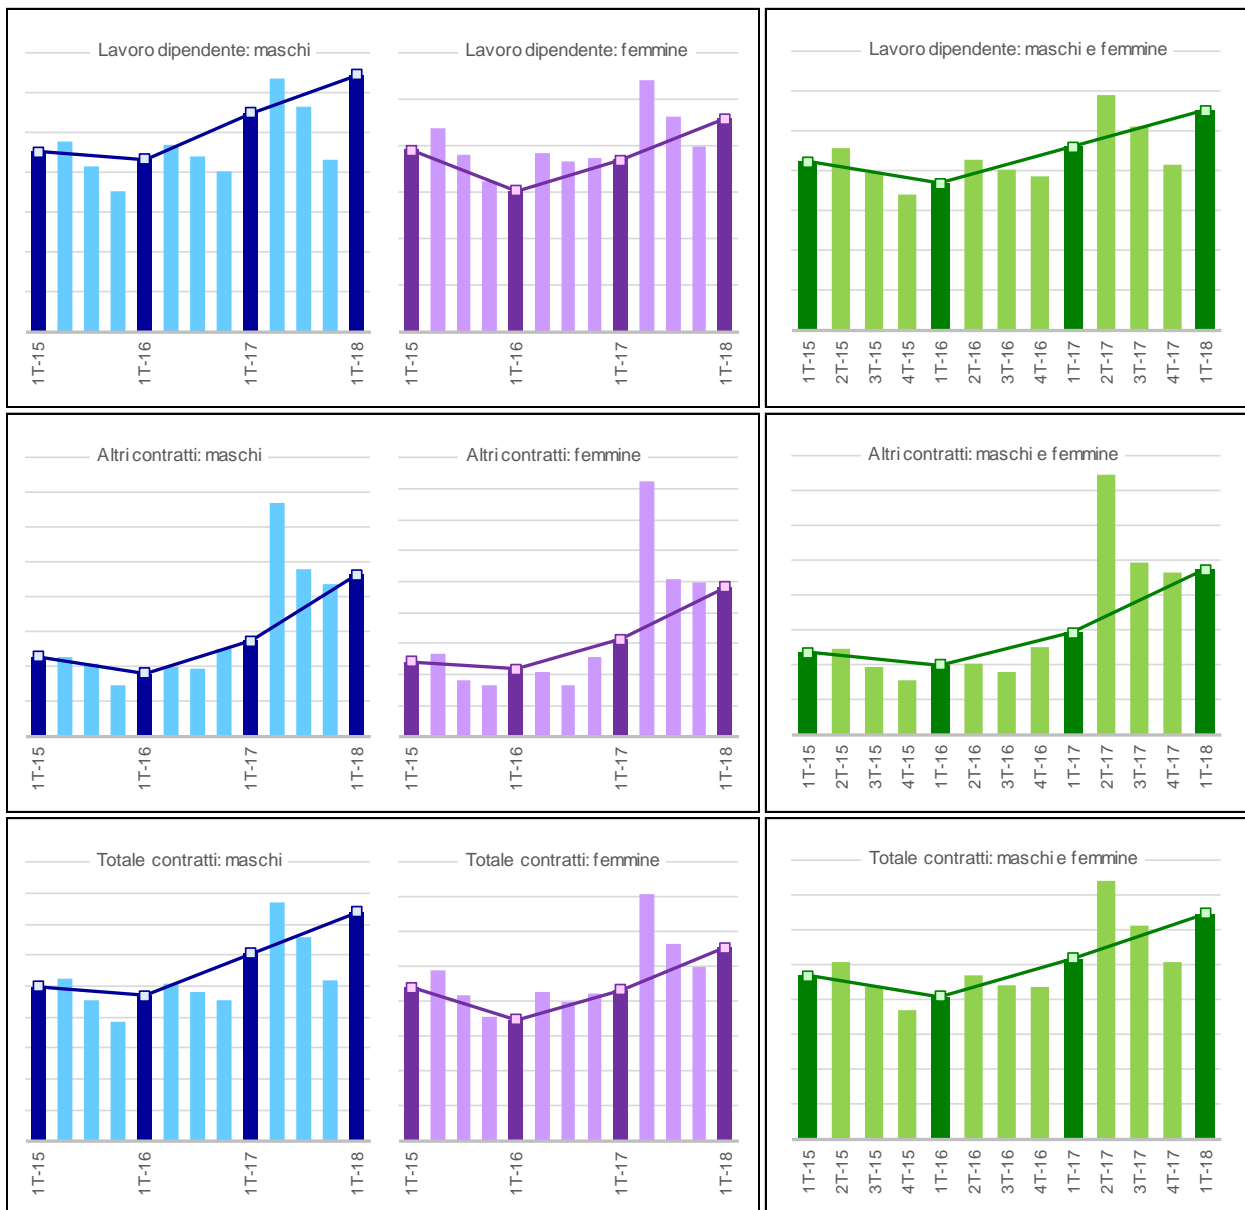 Lavoro dipendente: maschi
1T-15
1T-16
1T-17
1T-18
Lavoro dipendente: femmine
1T-15
1T-16
1T-17
1T-18
Lavoro dipendente: maschi e femmine
1T-15
2T-15
3T-15
4T-15
1T-16
2T-16
3T-16
4T-16
1T-17
2T-17
3T-17
4T-17
1T-18
Altri contratti: maschi
1T-15
1T-16
1T-17
1T-18
Altri contratti: femmine
1T-15
1T-16
1T-17
1T-18
Altri contratti: maschi e femmine
1T-15
2T-15
3T-15
4T-15
1T-16
2T-16
3T-16
4T-16
1T-17
2T-17
3T-17
4T-17
1T-18
Totale contratti: maschi
1T-15
1T-16
1T-17
1T-18
Totale contratti: femmine
1T-15
1T-16
1T-17
1T-18
Totale contratti: maschi e femmine
1T-15
2T-15
3T-15
4T-15
1T-16
2T-16
3T-16
4T-16
1T-17
2T-17
3T-17
4T-17
1T-18